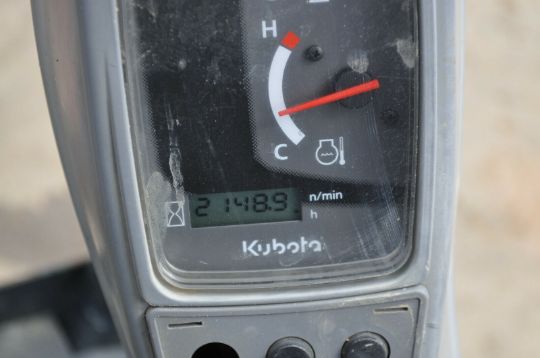 H
C
2148.9
n/min
h
Kubota